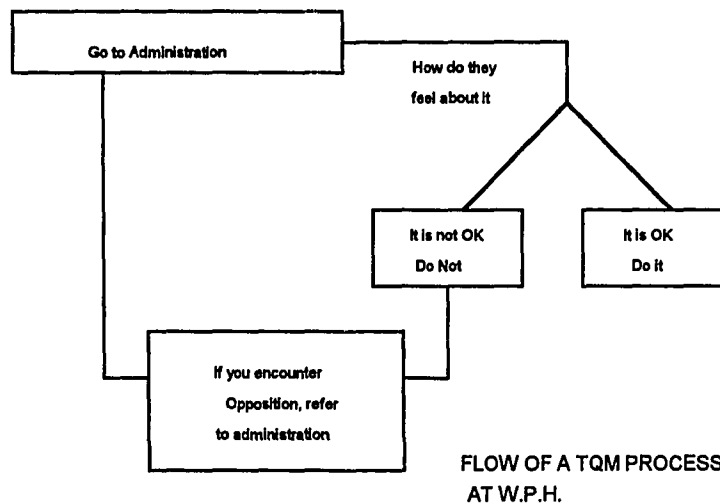 Go to Administration
How do they
feel about it
It is not OK
Do Not
It is OK
Do it
If you encounter
Opposition, refer
to administration
FLOW OF A TQM PROCESS
AT W.P.H.